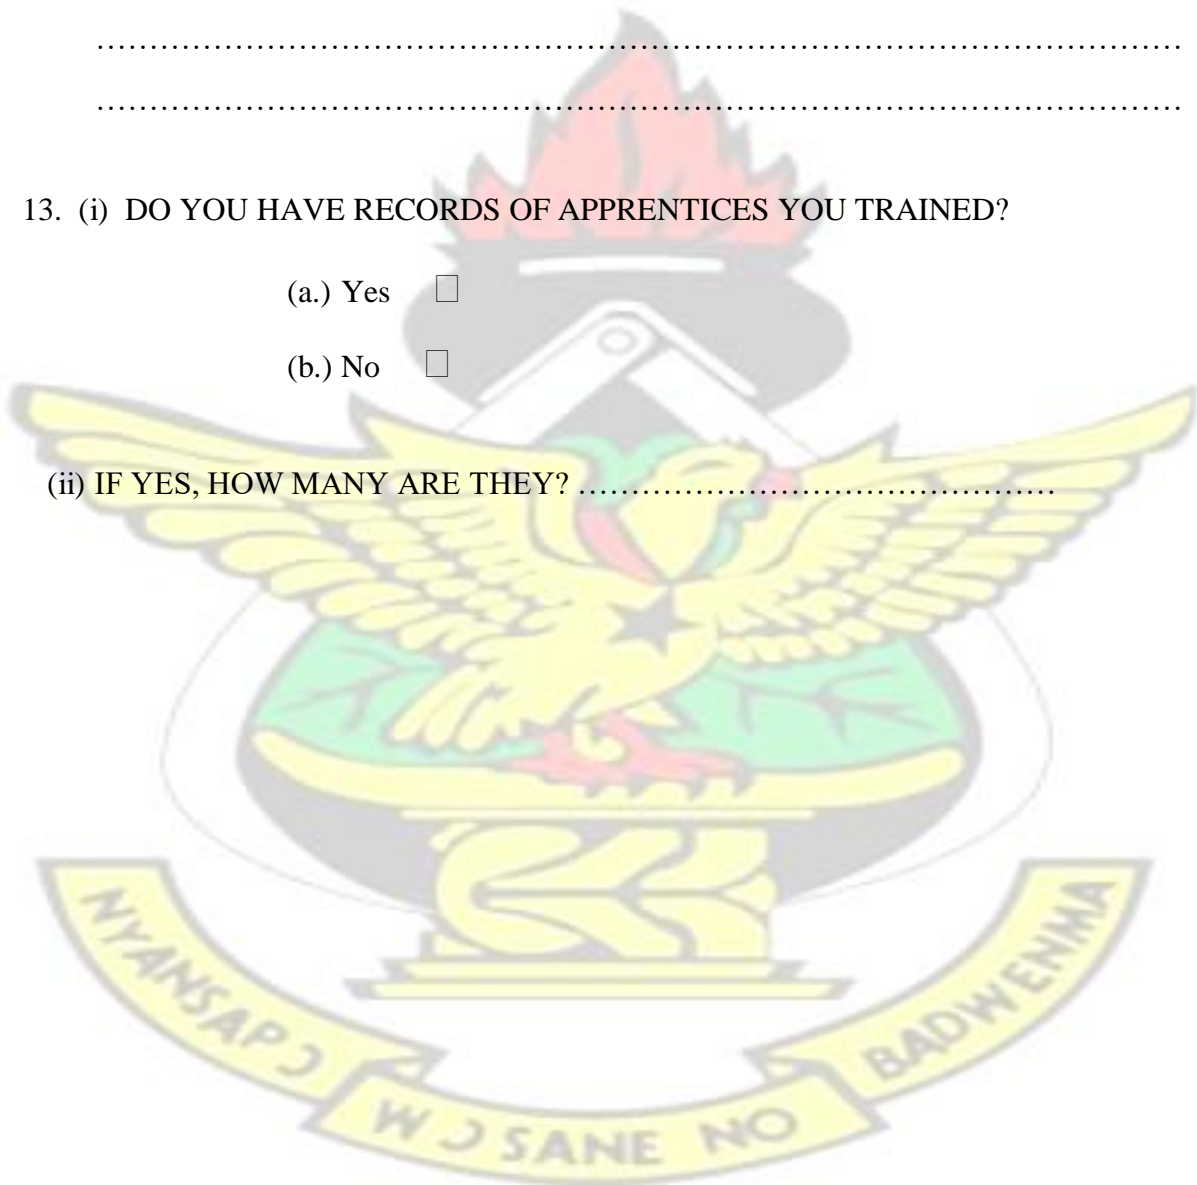 ……………………………………………………………………………………
……………………………………………………………………………………
13. (i) DO YOU HAVE RECORDS OF APPRENTICES YOU TRAINED?
(a.) Yes □
(b.) No □
(ii) IF YES, HOW MANY ARE THEY? ………………………………………
NYANSAPƆ
WƆSANE NO
BADWENMA